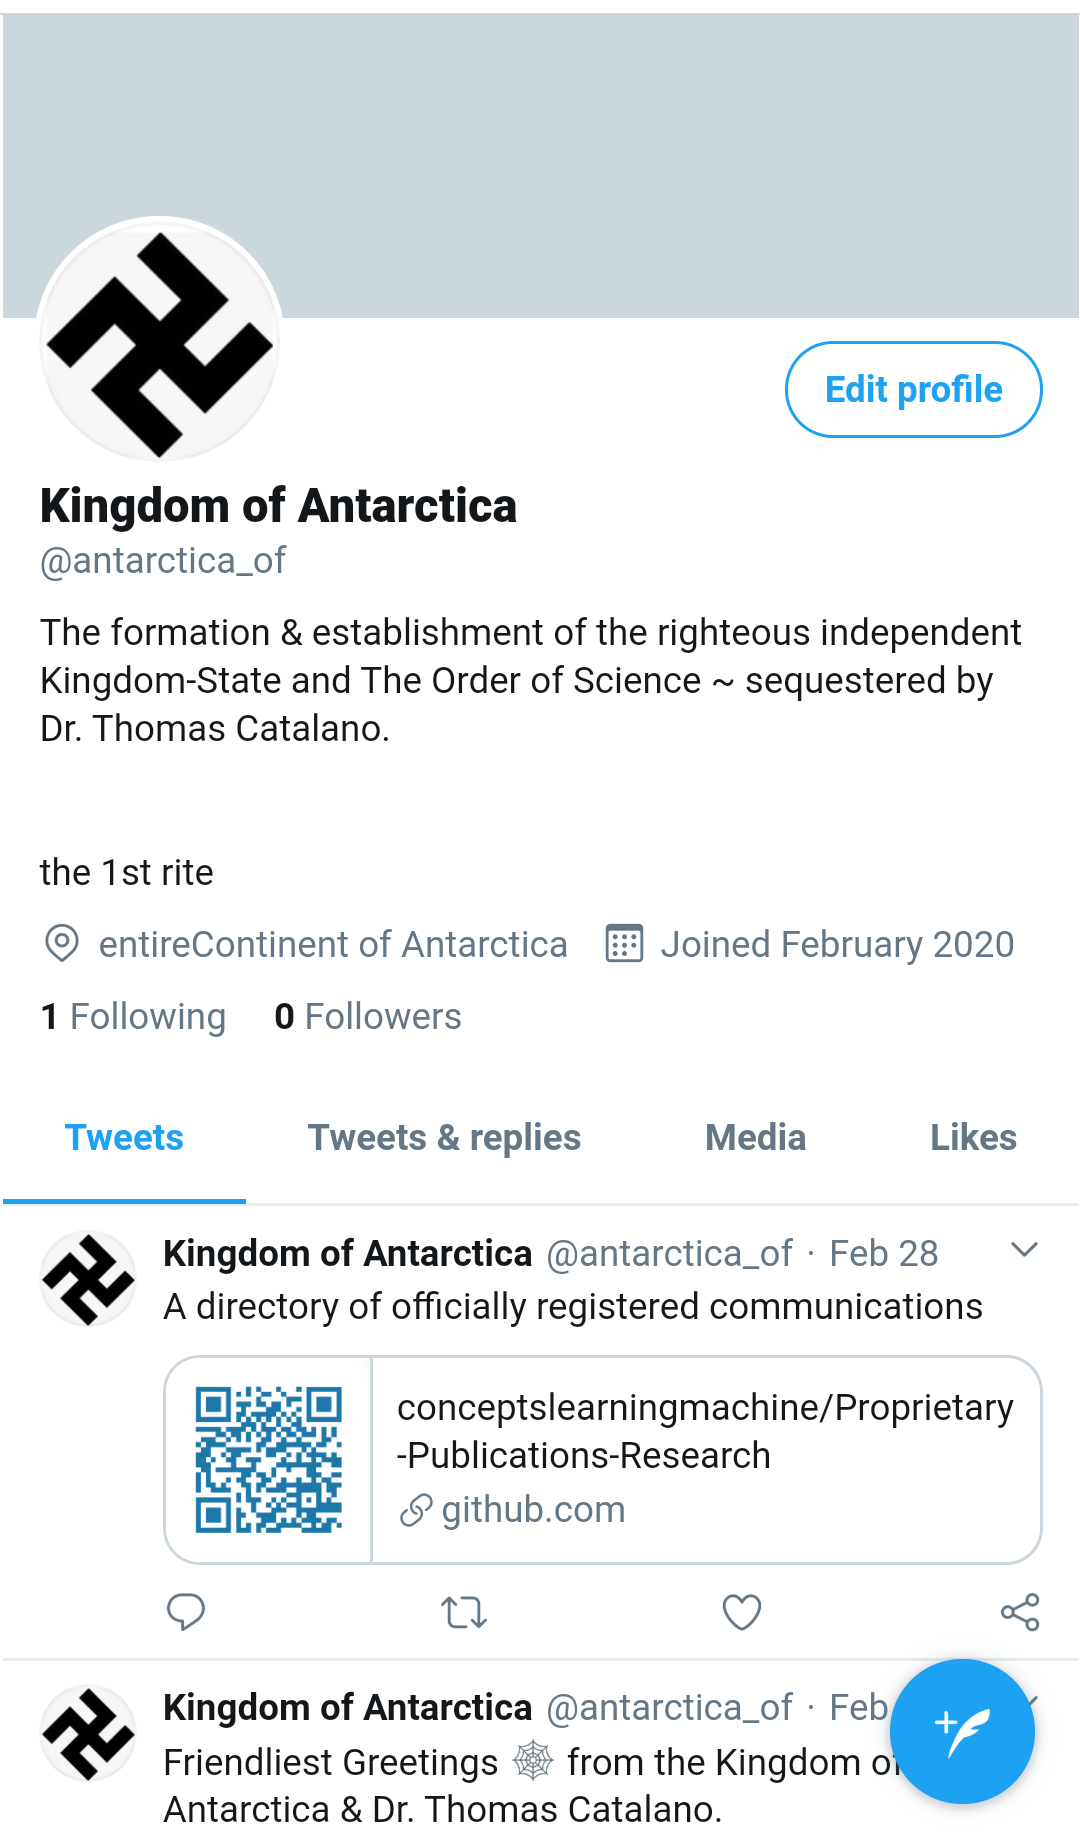 Edit profile
Kingdom of Antarctica
@antarctica_of
The formation & establishment of the righteous independent
Kingdom-State and The Order of Science ~ sequestered by
Dr. Thomas Catalano.
the 1st rite
entireContinent of Antarctica Joined February 2020
1 Following 0 Followers
Tweets Tweets & replies Media Likes
Kingdom of Antarctica @antarctica_of · Feb 28
A directory of officially registered communications
conceptslearningmachine/Proprietary
-Publications-Research
github.com
Kingdom of Antarctica @antarctica_of · Feb
Friendliest Greetings 🕸 from the Kingdom of
Antarctica & Dr. Thomas Catalano.